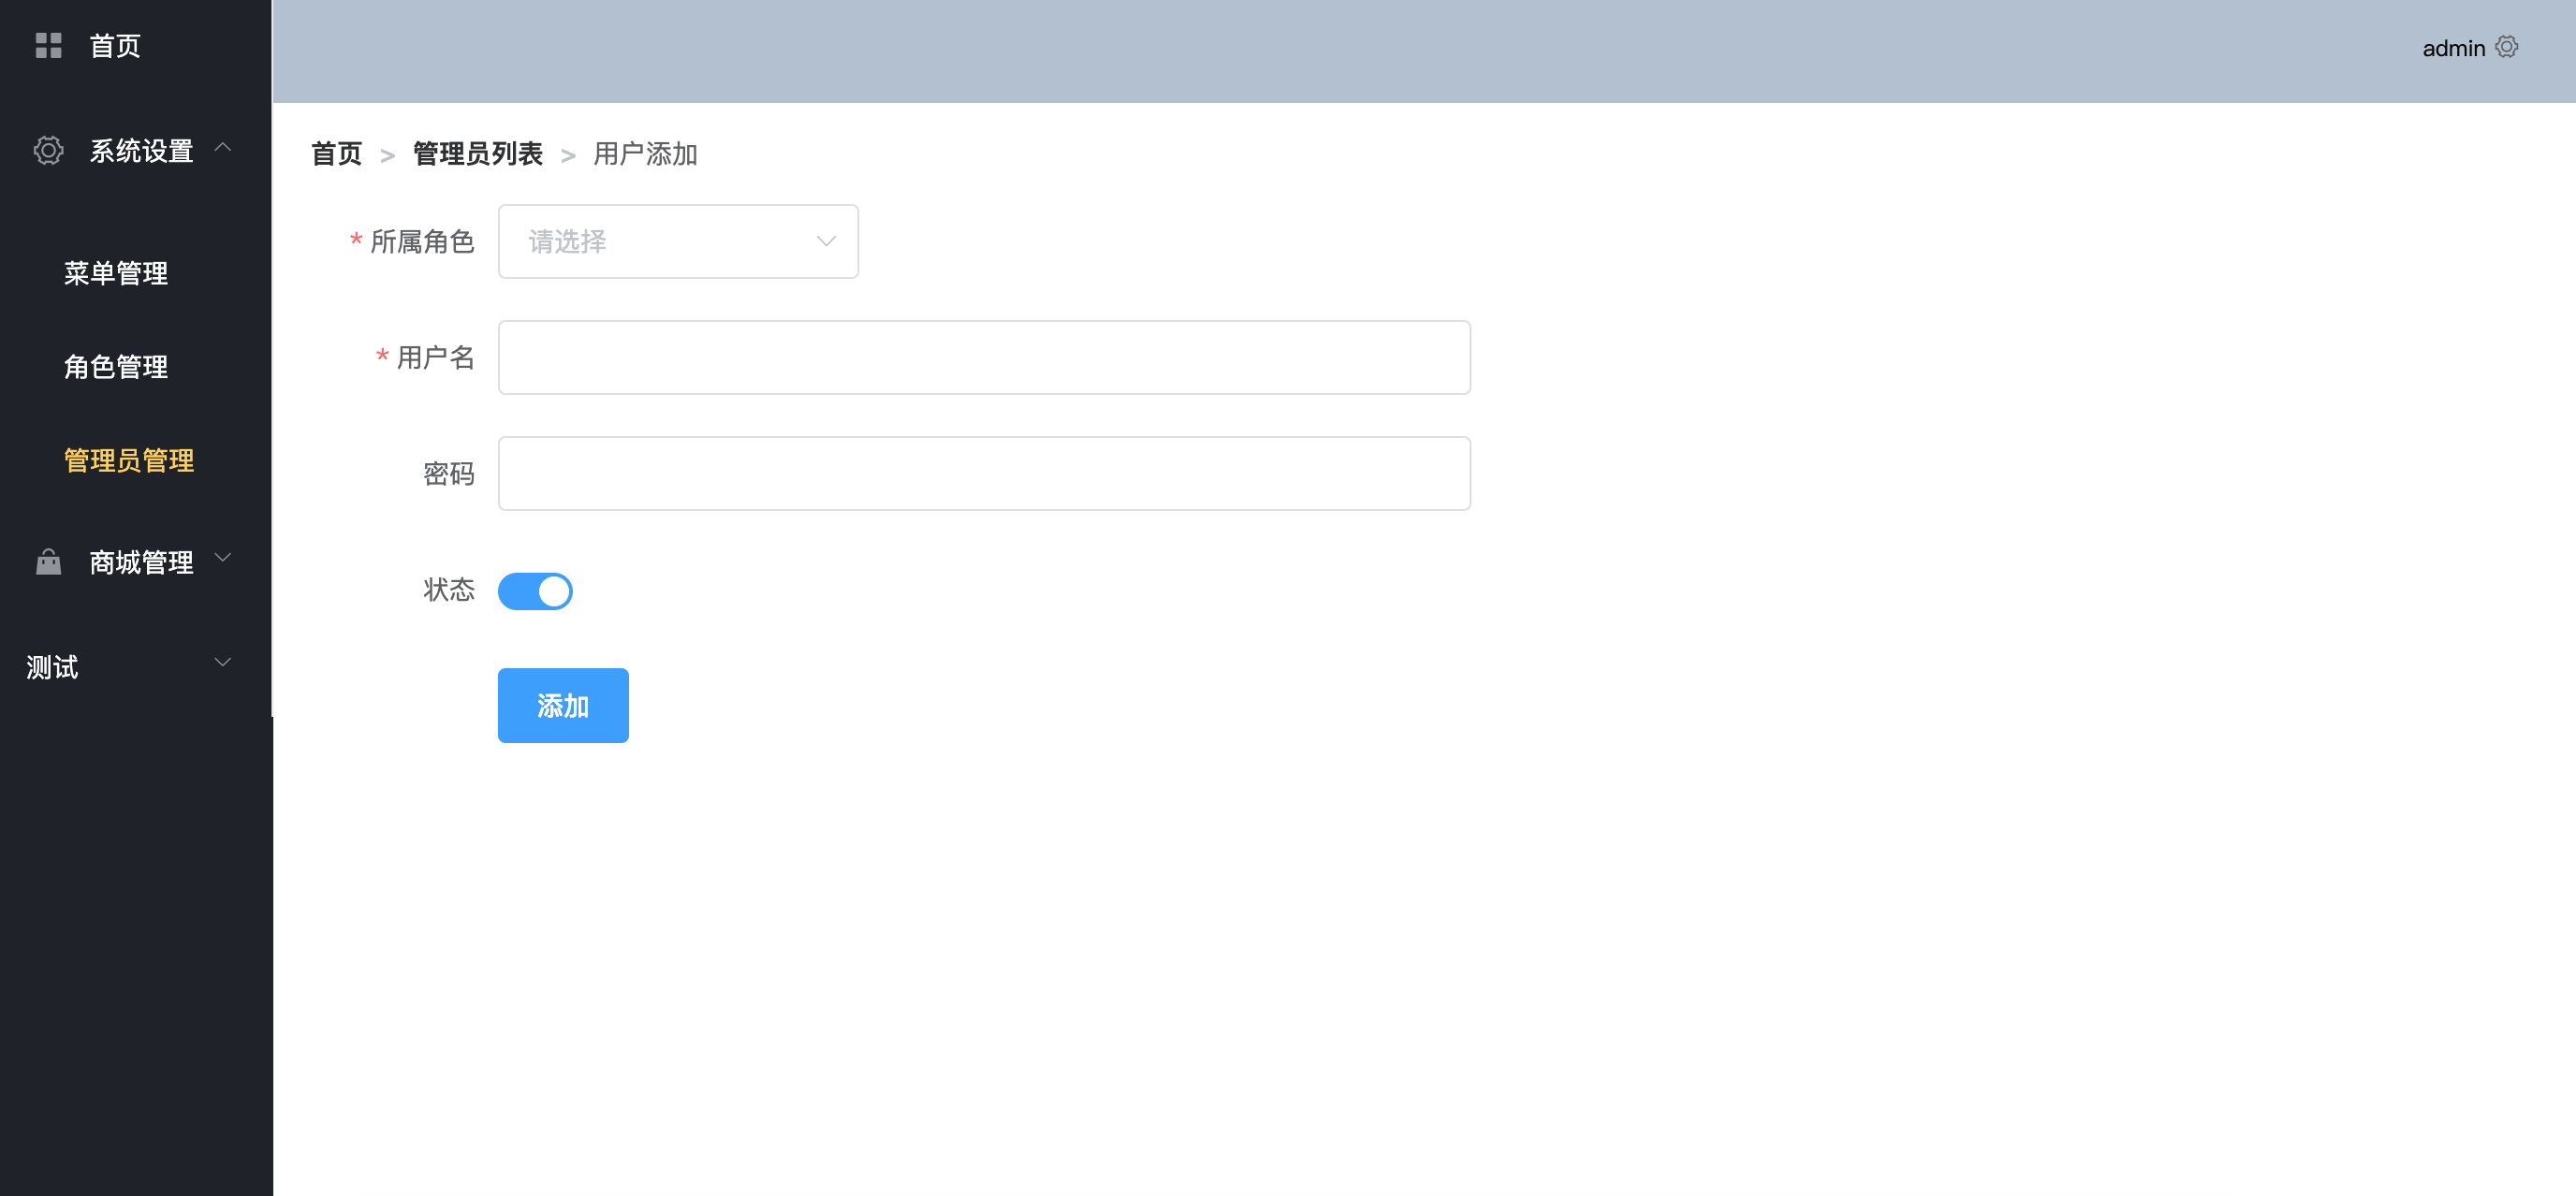 首页
系统设置
菜单管理
角色管理
管理员管理
商城管理
测试
admin
首页 > 管理员列表 > 用户添加
* 所属角色 请选择
* 用户名
密码
状态
添加